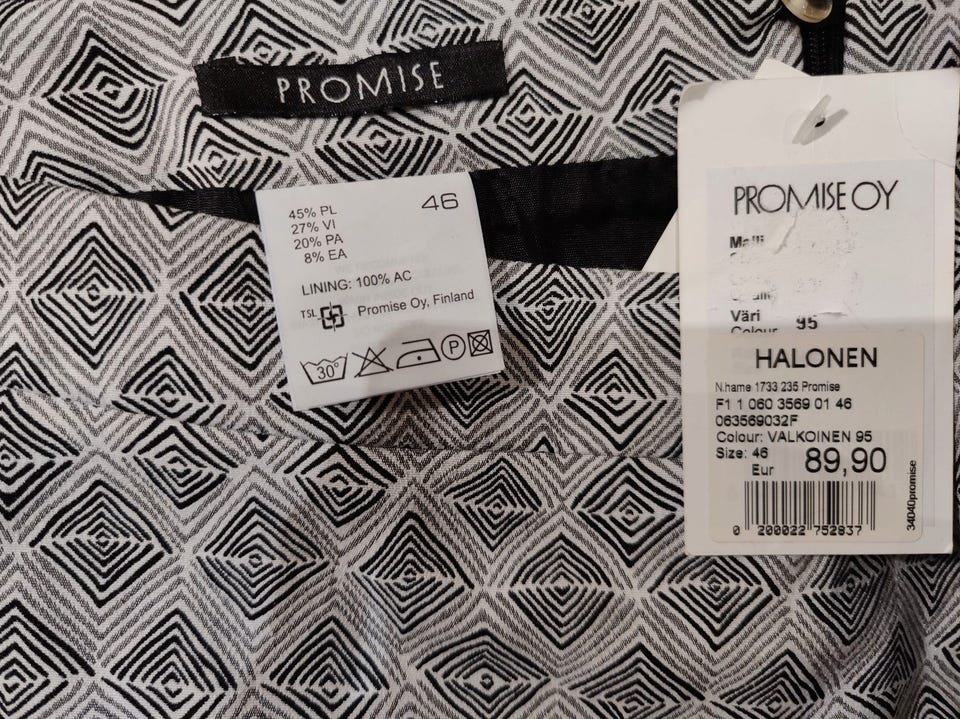 PROMISE
46
45% PL
27% VI
20% PA
8% EA
LINING: 100% AC
TSL Promise Oy, Finland
30°
P
PROMISE OY
Malli
Väri
Colour 95
HALONEN
N.hame 1733 235 Promise
F1 1 060 3569 01 46
063569032F
Colour: VALKOINEN 95
Size: 46
Eur 89,90
0 200022 752837
34040promise